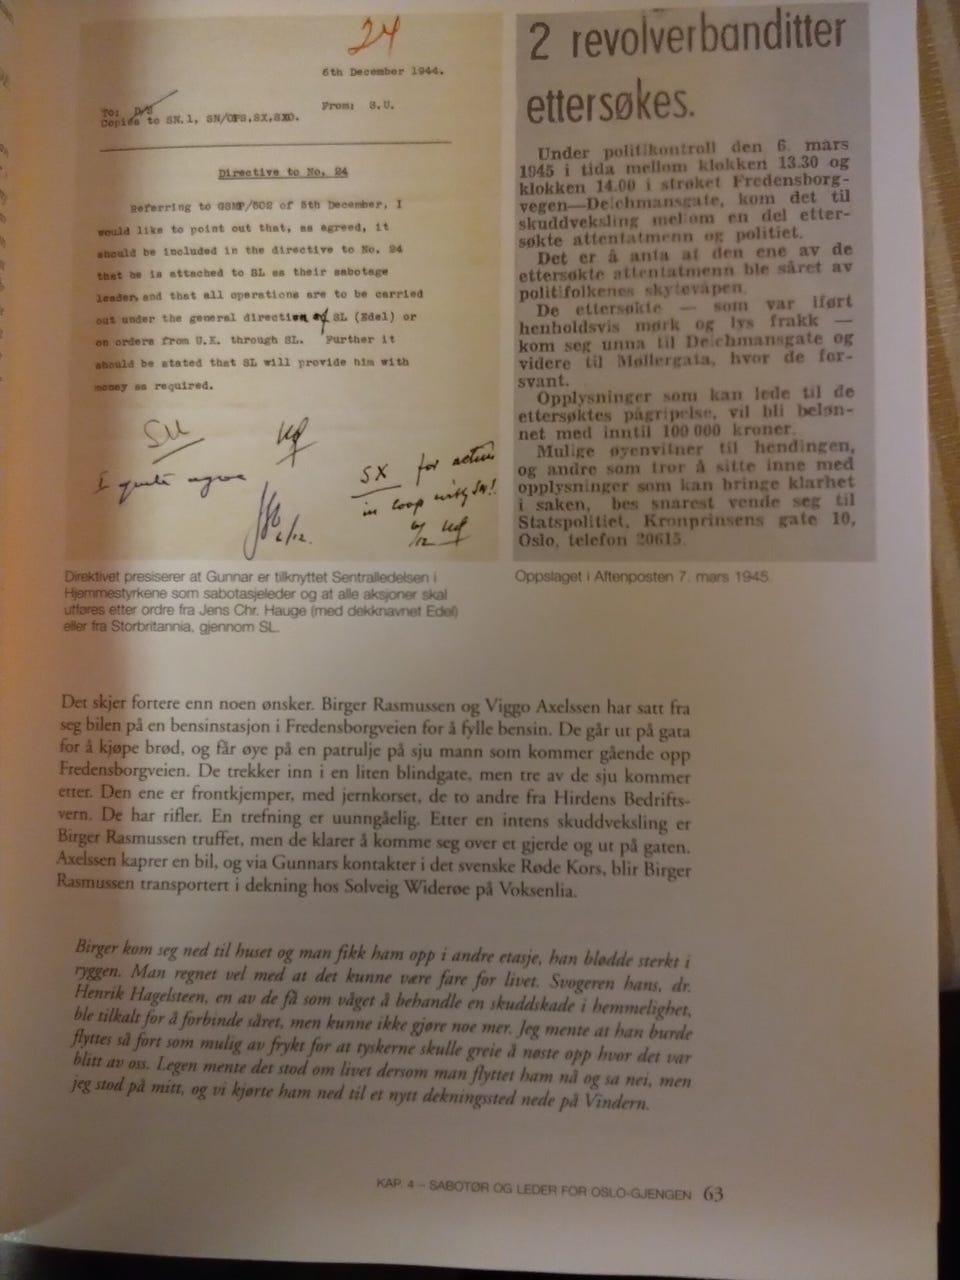 24
6th December 1944.
To: D/S
From: S.U.
Copies to SN.1, SN/OPS,SX,SXO.
Directive to No. 24
Referring to GSMP/502 of 5th December, I
would like to point out that, as agreed, it
should be included in the directive to No. 24
that he is attached to SL as their sabotage
leader, and that all operations are to be carried
out under the general direction of SL (Edel) or
on orders from U.K. through SL. Further it
should be stated that SL will provide him with
money as required.
SU
I quite agree
6/12.
SX for action
in coop with SN!
6/12
Direktivet presiserer at Gunnar er tilknyttet Sentralledelsen i
Hjemmestyrkene som sabotasjeleder og at alle aksjoner skal
utføres etter ordre fra Jens Chr. Hauge (med dekknavnet Edel)
eller fra Storbritannia, gjennom SL.
2 revolverbanditter
ettersøkes.
Under politikontroll den 6. mars
1945 i tida mellom klokken 13.30 og
klokken 14.00 i strøket Fredensborg-
vegen—Deichmansgate, kom det til
skuddveksling mellom en del etter-
søkte attentatmenn og politiet.
Det er å anta at den ene av de
ettersøkte attentatmenn ble såret av
politifolkenes skytevåpen.
De ettersøkte — som var iført
henholdsvis mørk og lys frakk —
kom seg unna til Deichmansgate og
videre til Møllergata, hvor de for-
svant.
Opplysninger som kan lede til de
ettersøktes pågripelse, vil bli beløn-
net med inntil 100 000 kroner.
Mulige øyenvitner til hendingen,
og andre som tror å sitte inne med
opplysninger som kan bringe klarhet
i saken, bes snarest vende seg til
Statspolitiet, Kronprinsens gate 10,
Oslo, telefon 20615.
Oppslaget i Aftenposten 7. mars 1945.
Det skjer fortere enn noen ønsker. Birger Rasmussen og Viggo Axelssen har satt fra
seg bilen på en bensinstasjon i Fredensborgveien for å fylle bensin. De går ut på gata
for å kjøpe brød, og får øye på en patrulje på sju mann som kommer gående opp
Fredensborgveien. De trekker inn i en liten blindgate, men tre av de sju kommer
etter. Den ene er frontkjemper, med jernkorset, de to andre fra Hirdens Bedrifts-
vern. De har rifler. En trefning er uunngåelig. Etter en intens skuddveksling er
Birger Rasmussen truffet, men de klarer å komme seg over et gjerde og ut på gaten.
Axelssen kaprer en bil, og via Gunnars kontakter i det svenske Røde Kors, blir Birger
Rasmussen transportert i dekning hos Solveig Widerøe på Voksenlia.
Birger kom seg ned til huset og man fikk ham opp i andre etasje, han blødde sterkt i
ryggen. Man regnet vel med at det kunne være fare for livet. Svogeren hans, dr.
Henrik Hagelsteen, en av de få som våget å behandle en skuddskade i hemmelighet,
ble tilkalt for å forbinde såret, men kunne ikke gjøre noe mer. Jeg mente at han burde
flyttes så fort som mulig av frykt for at tyskerne skulle greie å nøste opp hvor det var
blitt av oss. Legen mente det stod om livet dersom man flyttet ham nå og sa nei, men
jeg stod på mitt, og vi kjørte ham ned til et nytt dekningssted nede på Vindern.
KAP. 4 – SABOTØR OG LEDER FOR OSLO-GJENGEN 63